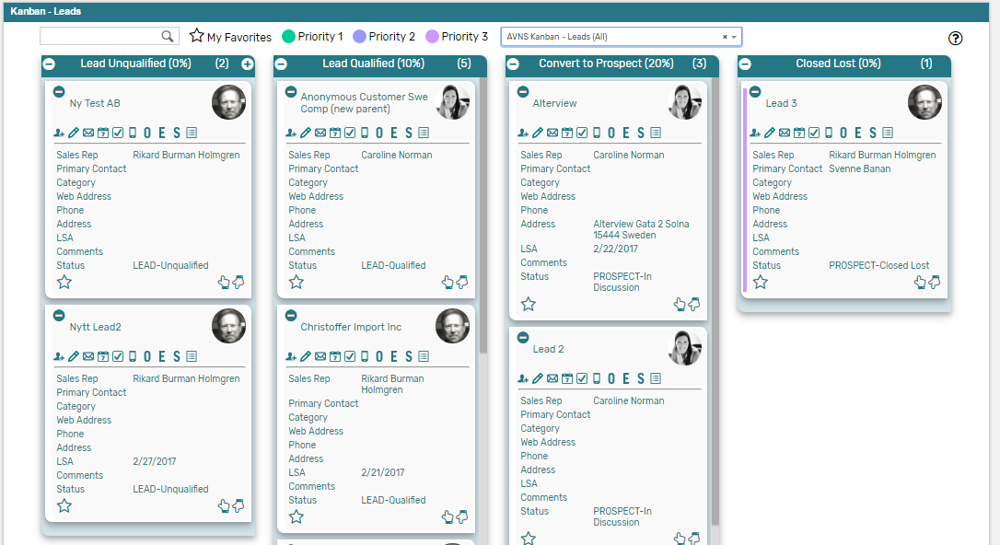 Kanban - Leads
My Favorites Priority 1 Priority 2 Priority 3 AVNS Kanban - Leads (All)
Lead Unqualified (0%) (2)
Ny Test AB
7 O E S
Sales Rep Rikard Burman Holmgren
Primary Contact
Category
Web Address
Phone
Address
LSA
Comments
Status LEAD-Unqualified
Nytt Lead2
7 O E S
Sales Rep Rikard Burman Holmgren
Primary Contact
Category
Web Address
Phone
Address
LSA 2/27/2017
Comments
Status LEAD-Unqualified
Lead Qualified (10%) (5)
Anonymous Customer Swe
Comp (new parent)
7 O E S
Sales Rep Caroline Norman
Primary Contact
Category
Web Address
Phone
Address
LSA
Comments
Status LEAD-Qualified
Christoffer Import Inc
7 O E S
Sales Rep Rikard Burman
Holmgren
Primary Contact
Category
Web Address
Phone
Address
LSA 2/21/2017
Comments
Status LEAD-Qualified
Convert to Prospect (20%) (3)
Alterview
7 O E S
Sales Rep Caroline Norman
Primary Contact
Category
Web Address
Phone
Address Alterview Gata 2 Solna
15444 Sweden
LSA 2/22/2017
Comments
Status PROSPECT-In
Discussion
Lead 2
7 O E S
Sales Rep Caroline Norman
Primary Contact
Category
Web Address
Phone
Address
LSA
Comments
Status PROSPECT-In
Discussion
Closed Lost (0%) (1)
Lead 3
7 O E S
Sales Rep Rikard Burman Holmgren
Primary Contact Svenne Banan
Category
Web Address
Phone
Address
LSA
Comments
Status PROSPECT-Closed Lost